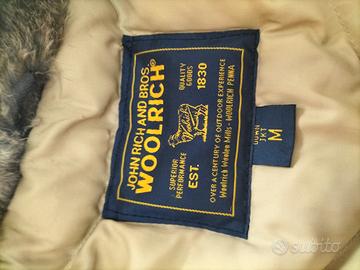 JOHN RICH AND BROS.
WOOLRICH®
QUALITY
GOODS
1830
SUPERIOR
PERFORMANCE
EST.
OVER A CENTURY OF OUTDOOR EXPERIENCE
Woolrich Woolen Mills - WOOLRICH PENNA
M
subito